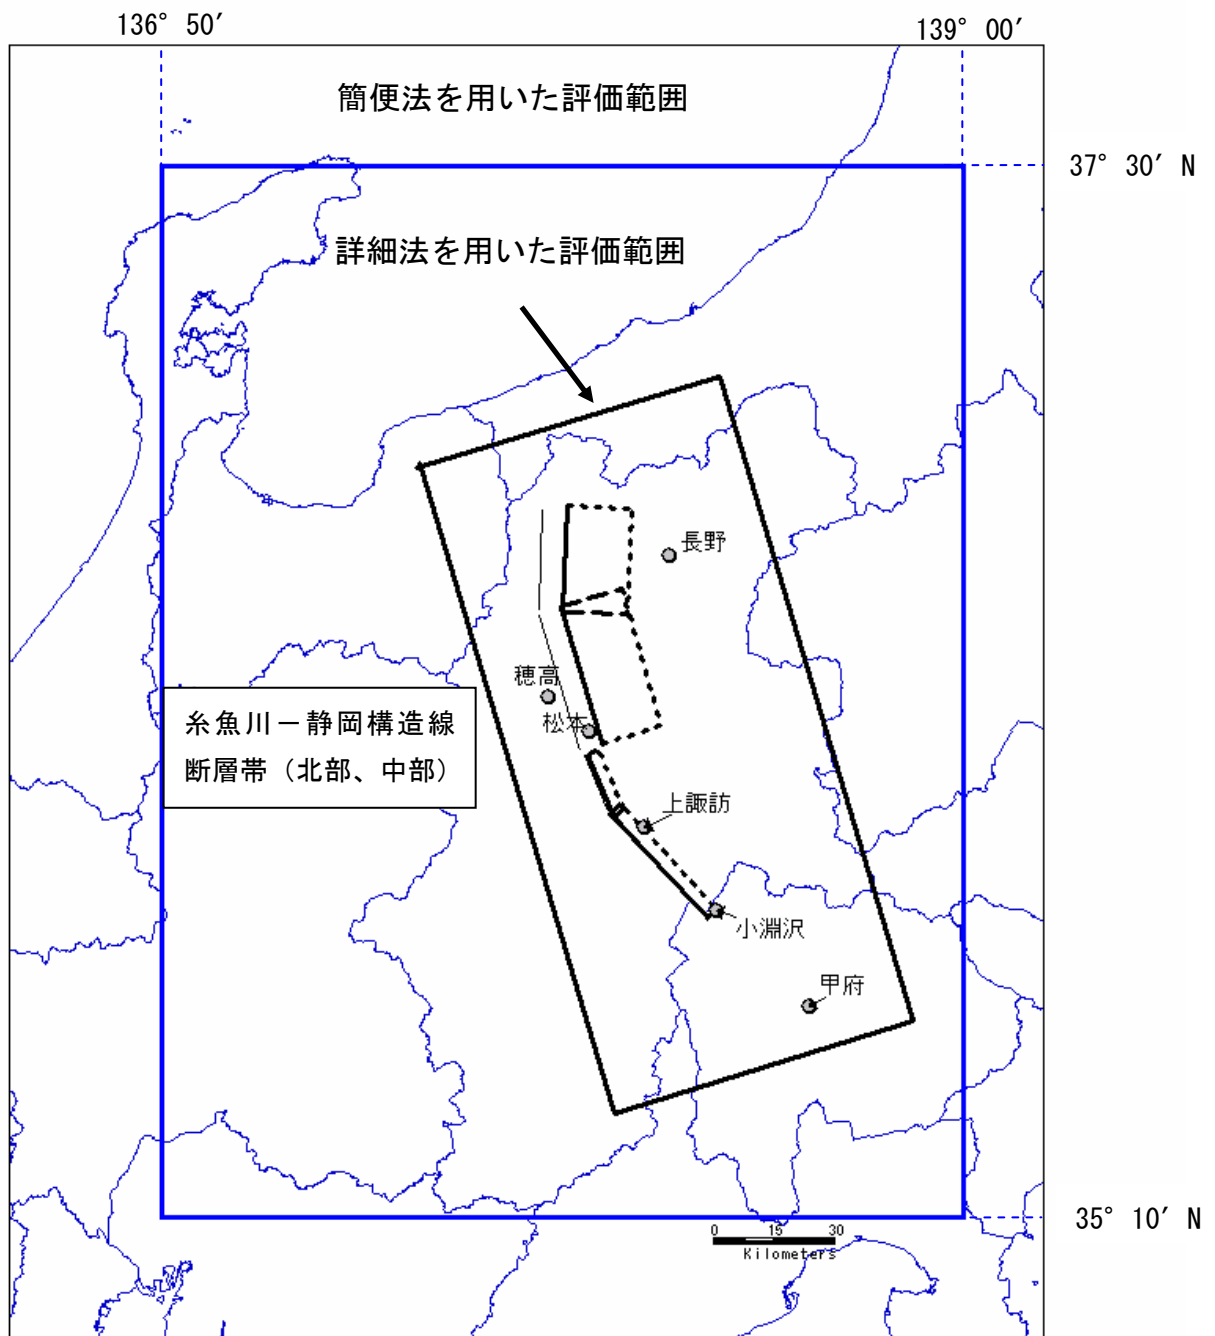 136° 50′
139° 00′
簡便法を用いた評価範囲
37° 30′ N
詳細法を用いた評価範囲
長野
穂高
松本
糸魚川－静岡構造線
断層帯（北部、中部）
上諏訪
小淵沢
甲府
35° 10′ N
0 15 30
Kilometers